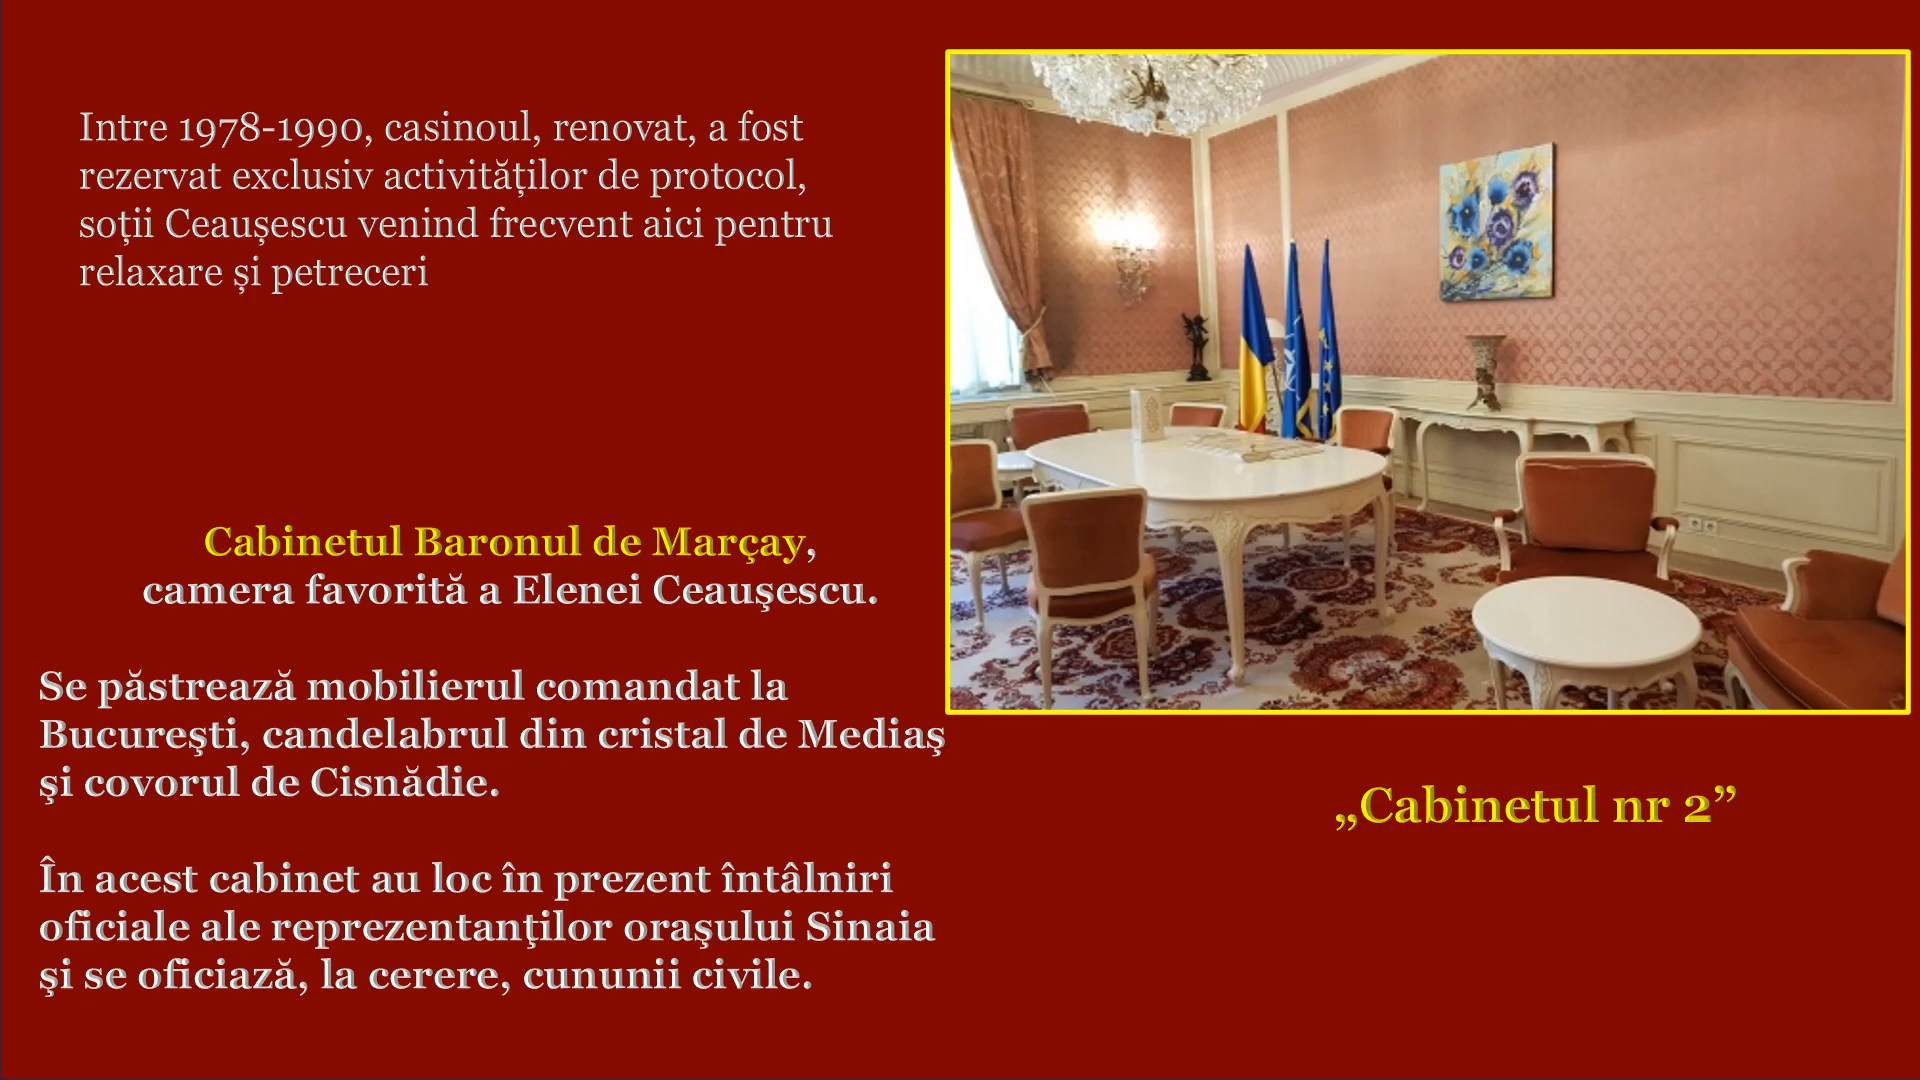 Intre 1978-1990, casinoul, renovat, a fost
rezervat exclusiv activităților de protocol,
soții Ceaușescu venind frecvent aici pentru
relaxare și petreceri
Cabinetul Baronul de Marçay,
camera favorită a Elenei Ceauşescu.
Se păstrează mobilierul comandat la
Bucureşti, candelabrul din cristal de Mediaş
şi covorul de Cisnădie.
În acest cabinet au loc în prezent întâlniri
oficiale ale reprezentanţilor oraşului Sinaia
şi se oficiază, la cerere, cununii civile.
„Cabinetul nr 2”